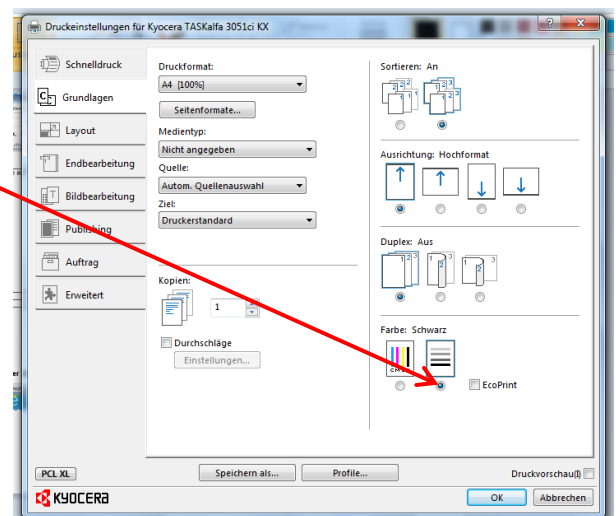 Druckeinstellungen für Kyocera TASKalfa 3051ci KX
Schnelldruck
Grundlagen
Layout
Endbearbeitung
Bildbearbeitung
Publishing
Auftrag
Erweitert
Druckformat:
A4 [100%]
Seitenformate...
Medientyp:
Nicht angegeben
Quelle:
Autom. Quellenauswahl
Ziel:
Druckerstandard
Kopien:
1
Durchschläge
Einstellungen...
Sortieren: An
Ausrichtung: Hochformat
Duplex: Aus
Farbe: Schwarz
EcoPrint
PCL XL
Speichern als...
Profile...
Druckvorschau(I)
KYOCERA
OK
Abbrechen